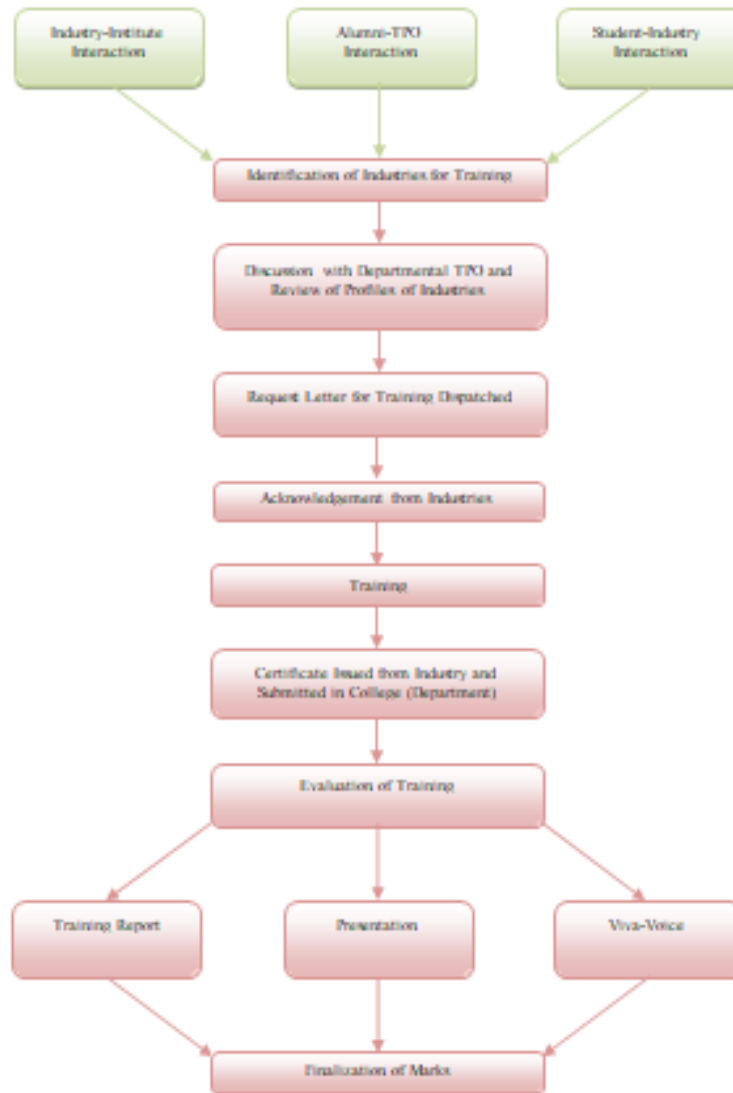 Industry-Institute
Interaction
Alumni-TPO
Interaction
Student-Industry
Interaction
Identification of Industries for Training
Discussion with Departmental TPO and
Review of Profiles of Industries
Request Letter for Training Dispatched
Acknowledgement from Industries
Training
Certificate Issued from Industry and
Submitted in College (Department)
Evaluation of Training
Training Report
Presentation
Viva-Voice
Finalization of Marks